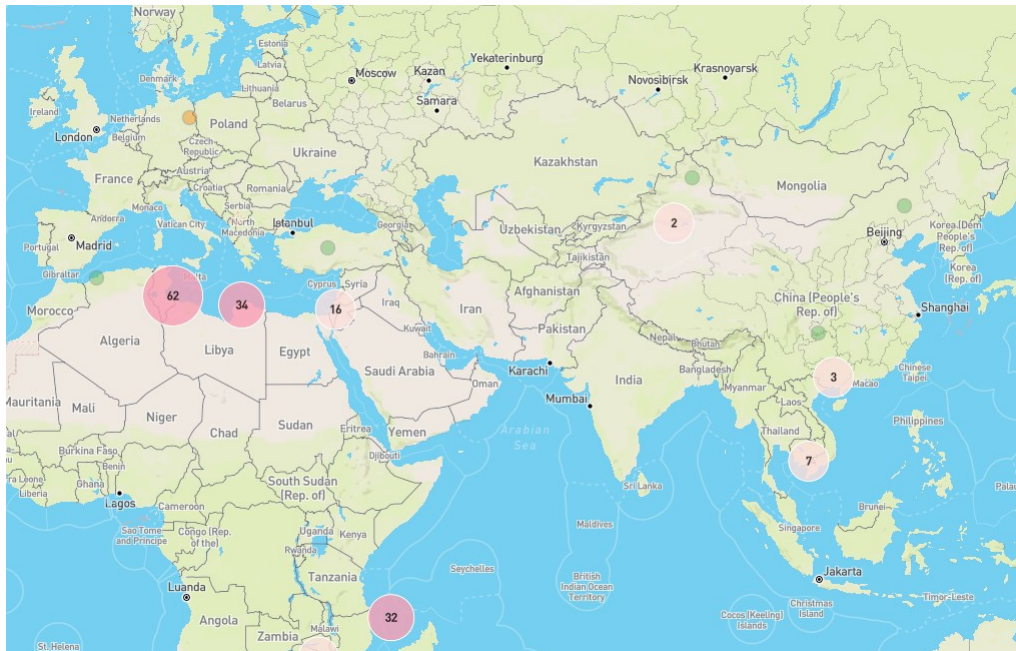 Norway
Estonia
Latvia
Lithuania
Denmark
Ireland
Netherlands
London
Belgium
Poland
Belarus
Moscow
Kazan
Yekaterinburg
Samara
Novosibirsk
Krasnoyarsk
Czech
Republic
Ukraine
Kazakhstan
Mongolia
France
Austria
Croatia
Romania
Serbia
Monaco
Andorra
Vatican City
North
Macedonia
Istanbul
Georgia
Uzbekistan
Kyrgyzstan
Tajikistan
2
Beijing
Korea (Dem
People's
Rep. of)
Korea
(Rep. of)
Portugal
Madrid
Gibraltar
Malta
Cyprus
Syria
Iraq
Iran
Afghanistan
China (People's
Rep. of)
Shanghai
Morocco
62
34
16
Algeria
Libya
Egypt
Kuwait
Bahrain
Saudi Arabia
Pakistan
Karachi
Nepal
Bhutan
Bangladesh
India
Mumbai
Myanmar
Laos
3
Macao
Chinese
Taipei
Mauritania
Mali
Niger
Chad
Sudan
Eritrea
Yemen
Oman
Djibouti
Arabian
Sea
Thailand
7
Philippines
Burkina Faso
Benin
Ghana
Liberia
Lagos
Cameroon
South Sudan
(Rep. of)
Sri Lanka
Maldives
Brunei
Singapore
Sao Tome
and Principe
Congo (Rep.
of the)
Uganda
Kenya
Rwanda
Tanzania
Seychelles
British
Indian Ocean
Territory
Jakarta
Christmas
Island
Cocos (Keeling)
Islands
Timor-Leste
Luanda
Angola
Zambia
Malawi
32
St. Helena